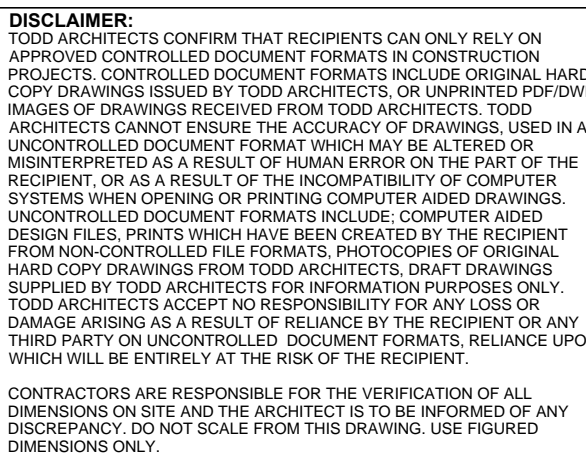 DISCLAIMER:
TODD ARCHITECTS CONFIRM THAT RECIPIENTS CAN ONLY RELY ON
APPROVED CONTROLLED DOCUMENT FORMATS IN CONSTRUCTION
PROJECTS. CONTROLLED DOCUMENT FORMATS INCLUDE ORIGINAL HARD
COPY DRAWINGS ISSUED BY TODD ARCHITECTS, OR UNPRINTED
IMAGES OF DRAWINGS RECEIVED FROM TODD ARCHITECTS. TODD
ARCHITECTS CANNOT ENSURE THE ACCURACY OF DRAWINGS, USED IN
UNCONTROLLED DOCUMENT FORMAT WHICH MAY BE ALTERED OR
MISINTERPRETED AS A RESULT OF HUMAN ERROR ON THE PART OF THE
RECIPIENT, OR AS A RESULT OF THE INCOMPATIBILITY OF COMPUTER
SYSTEMS WHEN OPENING OR PRINTING COMPUTER AIDED DRAWINGS.
UNCONTROLLED DOCUMENT FORMATS INCLUDE; COMPUTER AIDED
DESIGN FILES, PRINTS WHICH HAVE BEEN CREATED BY THE RECIPIENT
FROM NON-CONTROLLED FILE FORMATS, PHOTOCOPIES OF ORIGINAL
HARD COPY DRAWINGS FROM TODD ARCHITECTS, DRAFT DRAWINGS
SUPPLIED BY TODD ARCHITECTS FOR INFORMATION PURPOSES ONLY.
TODD ARCHITECTS ACCEPT NO RESPONSIBILITY FOR ANY LOSS OR
DAMAGE ARISING AS A RESULT OF RELIANCE BY THE RECIPIENT OR ANY
THIRD PARTY ON UNCONTROLLED DOCUMENT FORMATS, RELIANCE
WHICH WILL BE ENTIRELY AT THE RISK OF THE RECIPIENT.
CONTRACTORS ARE RESPONSIBLE FOR THE VERIFICATION OF ALL
DIMENSIONS ON SITE AND THE ARCHITECT IS TO BE INFORMED OF ANY
DISCREPANCY. DO NOT SCALE FROM THIS DRAWING. USE FIGURED
DIMENSIONS ONLY.